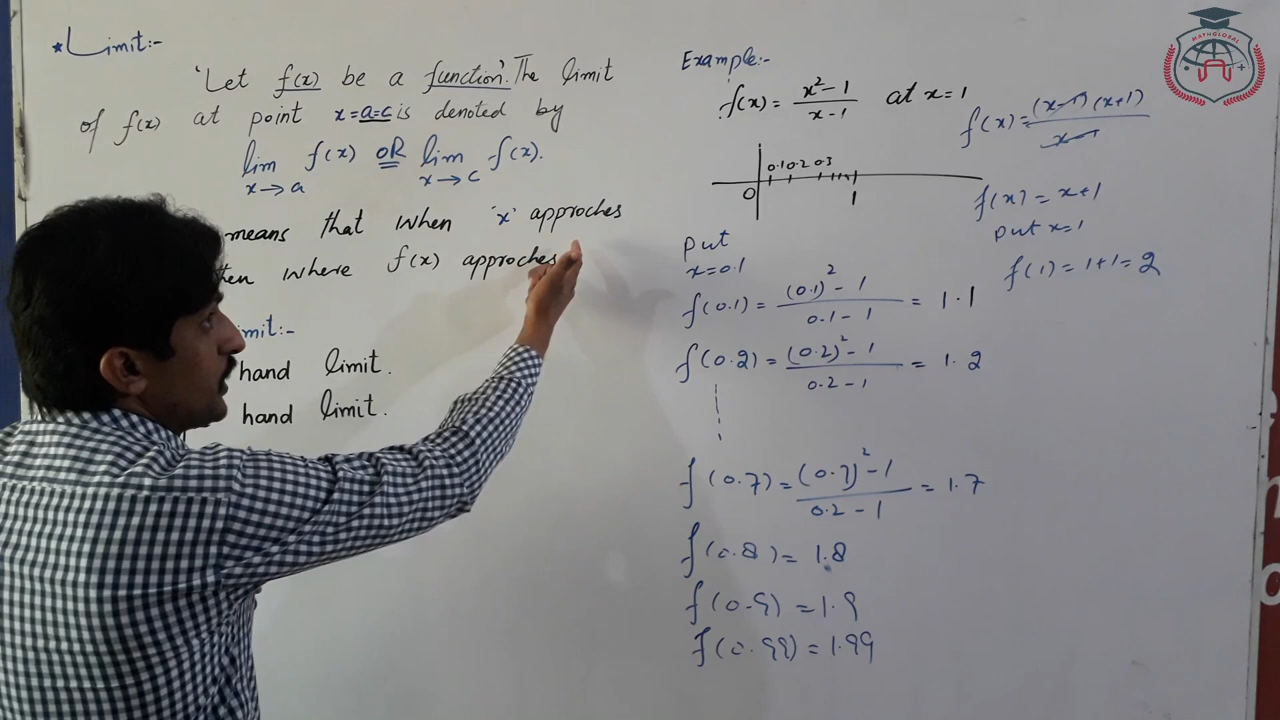 *Limit:-
'Let f(x) be a function'. The limit
of f(x) at point x=a=c is denoted by
lim f(x) OR lim f(x).
x→a x→c
means that when 'x' approches
where f(x) approches
hand limit.
hand limit.
Example:-
f(x) = x²-1 / x-1 at x=1
0 0.1 0.2 0.3 1
put
x=0.1
f(0.1) = (0.1)²-1 / 0.1-1 = 1.1
f(0.2) = (0.2)²-1 / 0.2-1 = 1.2
f(0.7) = (0.7)²-1 / 0.2-1 = 1.7
f(0.8) = 1.8
f(0.9) = 1.9
f(0.99) = 1.99
f(x) = (x-1)(x+1) / x-1
f(x) = x+1
put x=1
f(1) = 1+1 = 2
MATHGLOBAL